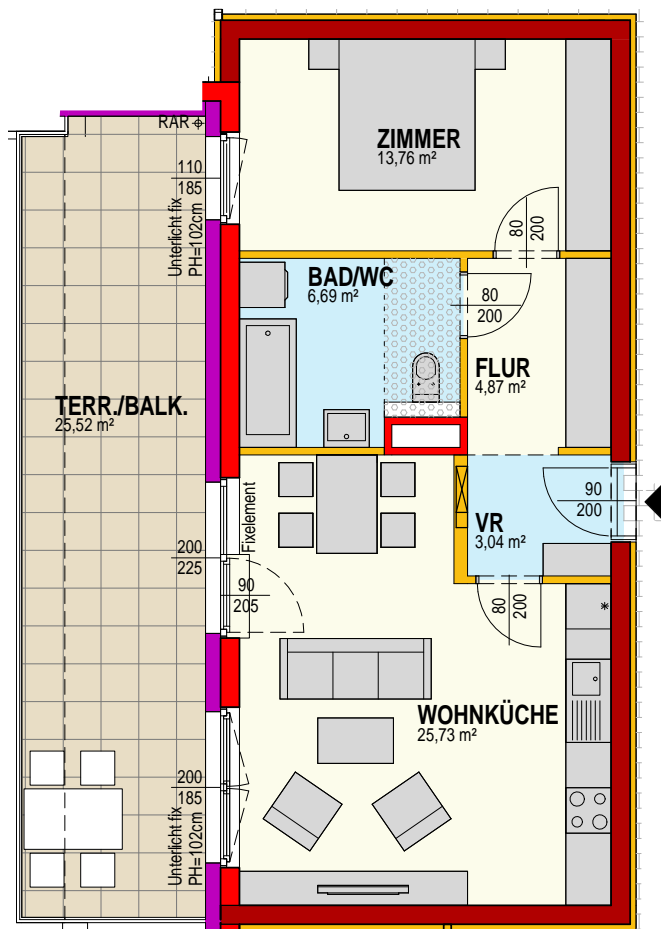 RAR
ZIMMER
13,76 m²
110
185
Unterlicht fix
PH=102cm
80
200
BAD/WC
6,69 m²
80
200
FLUR
4,87 m²
TERR./BALK.
25,52 m²
90
200
VR
3,04 m²
Fixelement
200
225
90
205
80
200
WOHNKÜCHE
25,73 m²
200
185
Unterlicht fix
PH=102cm